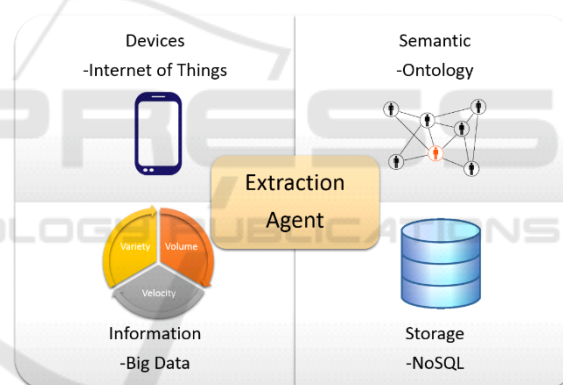 Devices
-Internet of Things
Semantic
-Ontology
Extraction
Agent
Variety
Volume
Velocity
Information
-Big Data
Storage
-NoSQL